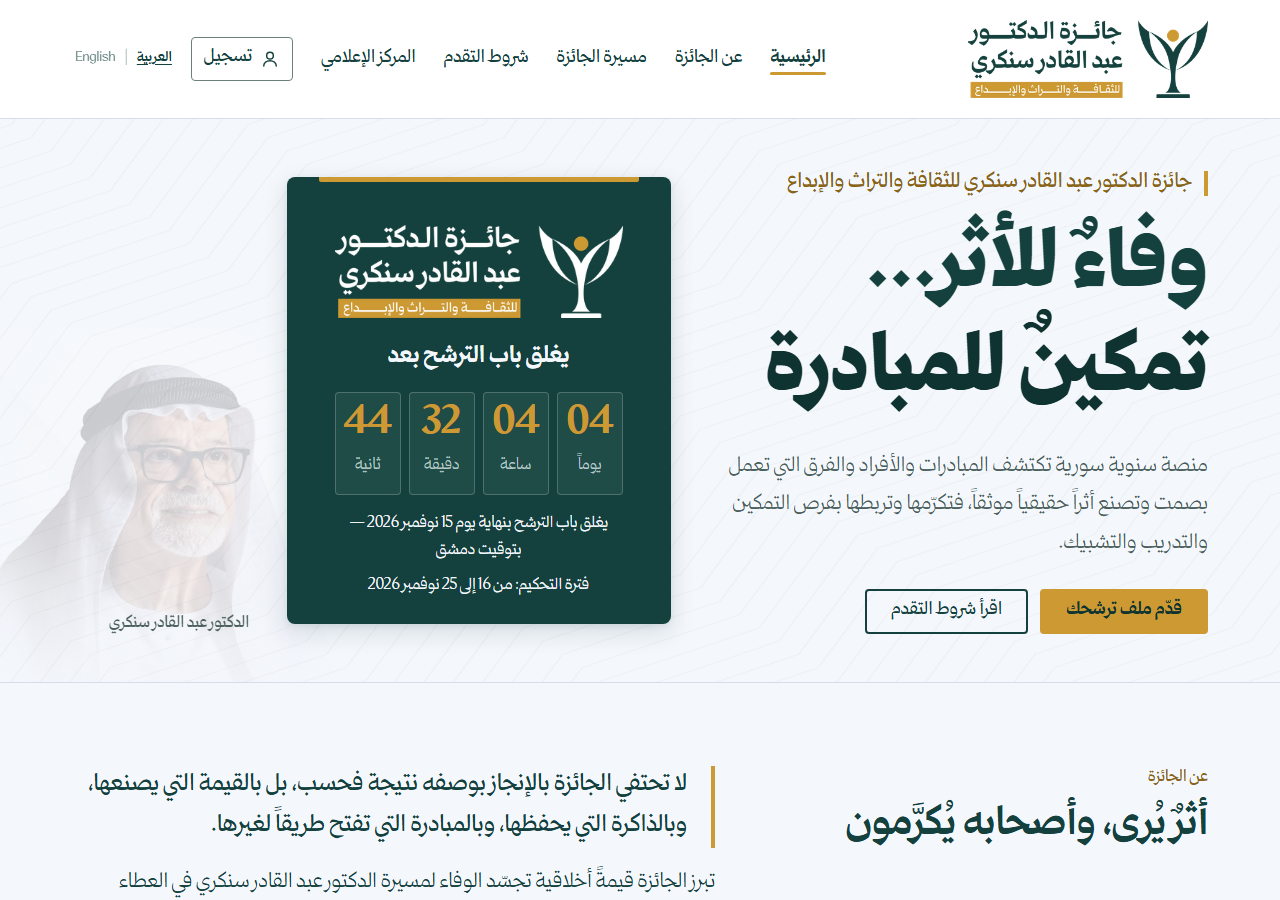 جائزة الدكتور
عبد القادر سنكري
للثقافة والتراث والإبداع
الرئيسية
عن الجائزة
مسيرة الجائزة
شروط التقدم
المركز الإعلامي
تسجيل
العربية | English
جائزة الدكتور عبد القادر سنكري للثقافة والتراث والإبداع
وفاءٌ للأثر...
تمكينٌ للمبادرة
منصة سنوية سورية تكتشف المبادرات والأفراد والفرق التي تعمل
بصمت وتصنع أثراً حقيقياً موثقاً، فتكرّمها وتربطها بفرص التمكين
والتدريب والتشبيك.
قدّم ملف ترشحك
اقرأ شروط التقدم
جائزة الدكتور
عبد القادر سنكري
للثقافة والتراث والإبداع
يغلق باب الترشح بعد
04 04 32 44
يوماً ساعة دقيقة ثانية
يغلق باب الترشح بنهاية يوم 15 نوفمبر 2026 —
بتوقيت دمشق
فترة التحكيم: من 16 إلى 25 نوفمبر 2026
الدكتور عبد القادر سنكري
عن الجائزة
أثرٌ يُرى، وأصحابه يُكرَّمون
لا تحتفي الجائزة بالإنجاز بوصفه نتيجة فحسب، بل بالقيمة التي يصنعها،
وبالذاكرة التي يحفظها، وبالمبادرة التي تفتح طريقاً لغيرها.
تبرز الجائزة قيمةً أخلاقية تجسّد الوفاء لمسيرة الدكتور عبد القادر سنكري في العطاء